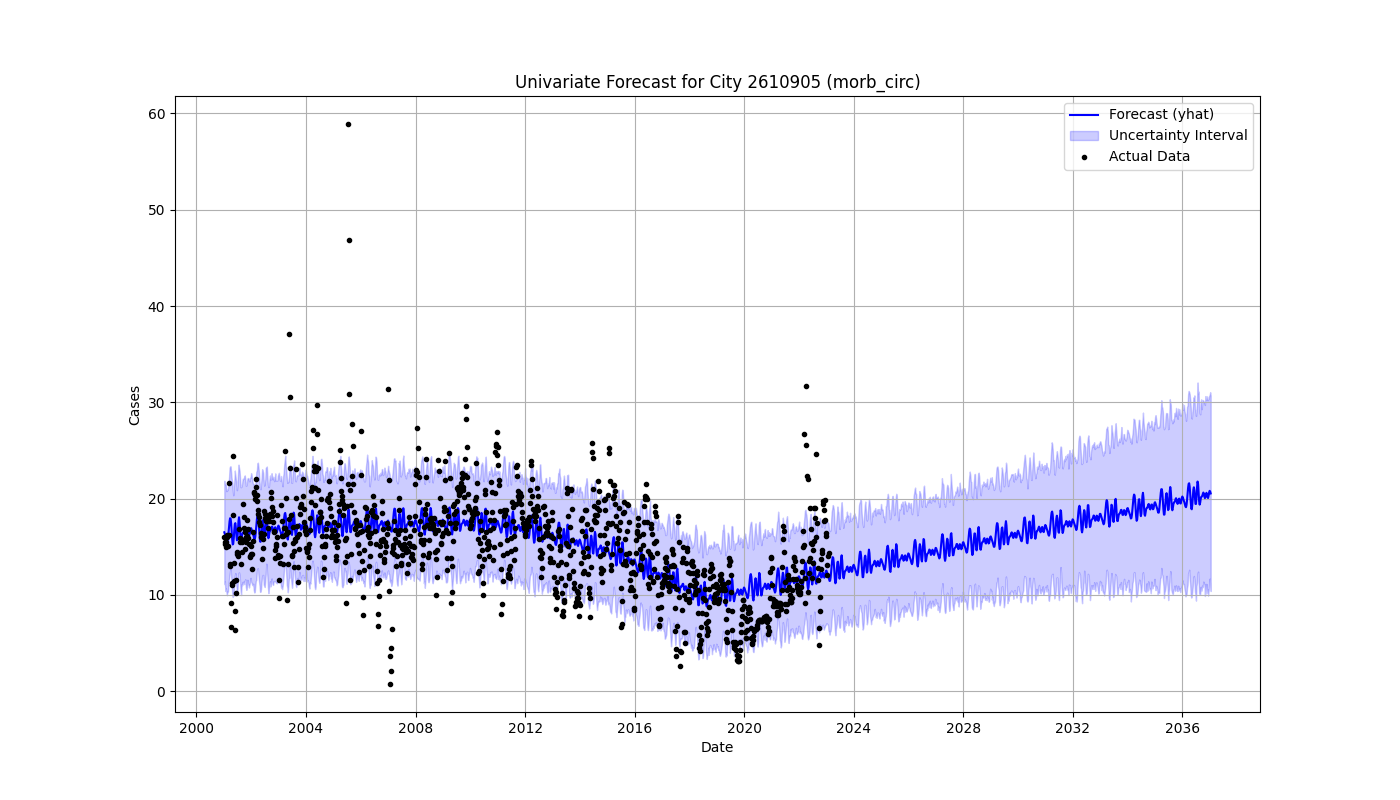 Univariate Forecast for City 2610905 (morb_circ)
Forecast (yhat)
Uncertainty Interval
Actual Data
Cases
60
50
40
30
20
10
0
2000 2004 2008 2012 2016 2020 2024 2028 2032 2036
Date